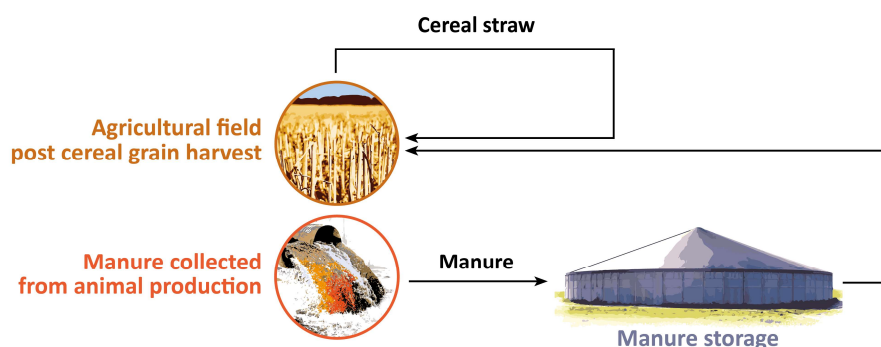 Cereal straw
Agricultural field
post cereal grain harvest
Manure collected
from animal production
Manure
Manure storage